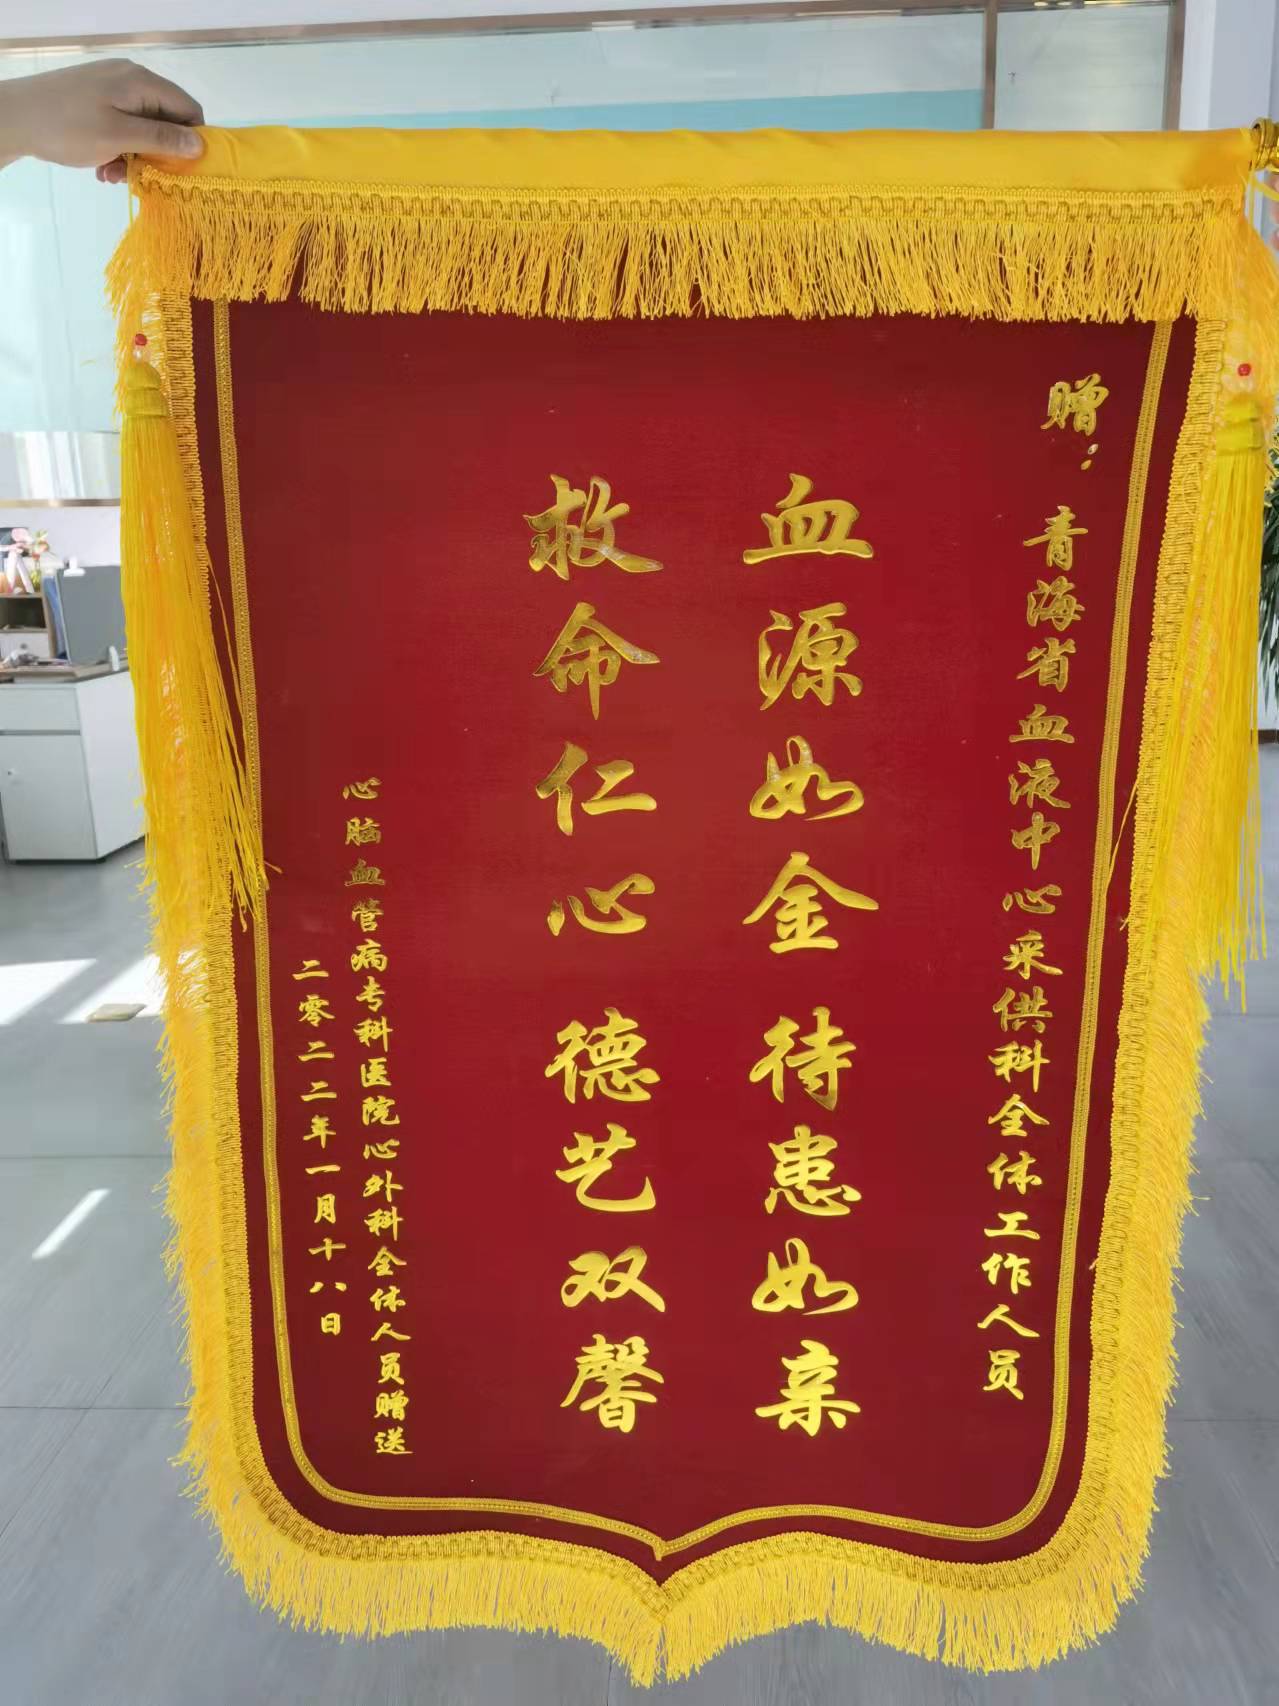 赠：青海省血液中心采供科全体工作人员
血源如金 待患如亲
救命仁心 德艺双馨
心脑血管病专科医院心外科全体人员赠送
二零二二年一月十八日